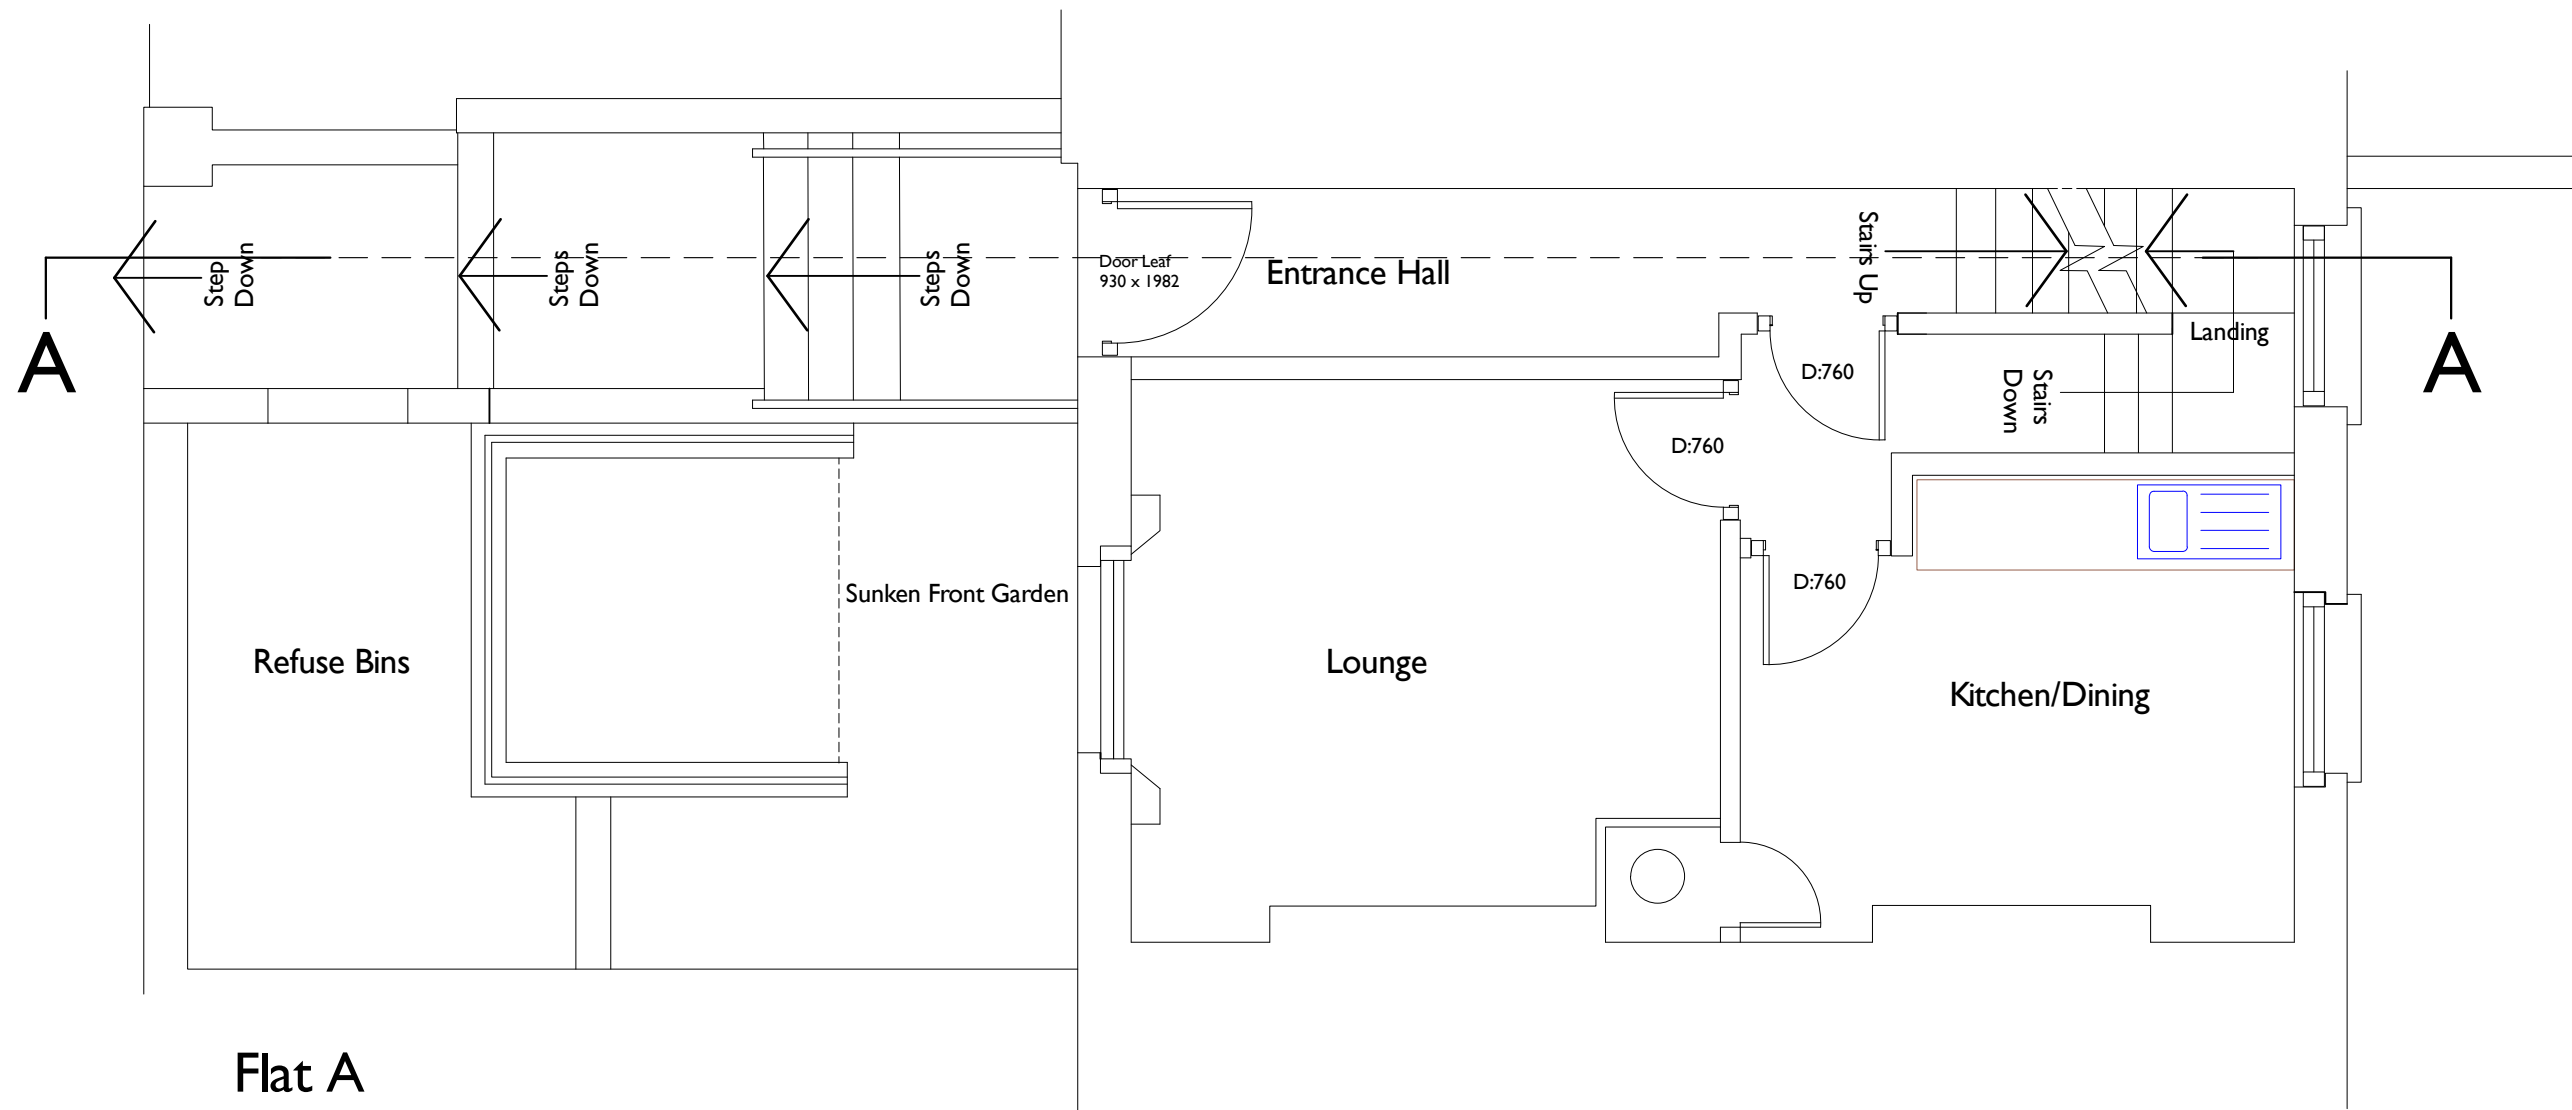 Step
Down
Steps
Down
Steps
Down
Door Leaf
930 x 1982
Entrance Hall
Stairs Up
Landing
A
A
D:760
Stairs
Down
D:760
D:760
Sunken Front Garden
Refuse Bins
Lounge
Kitchen/Dining
Flat A